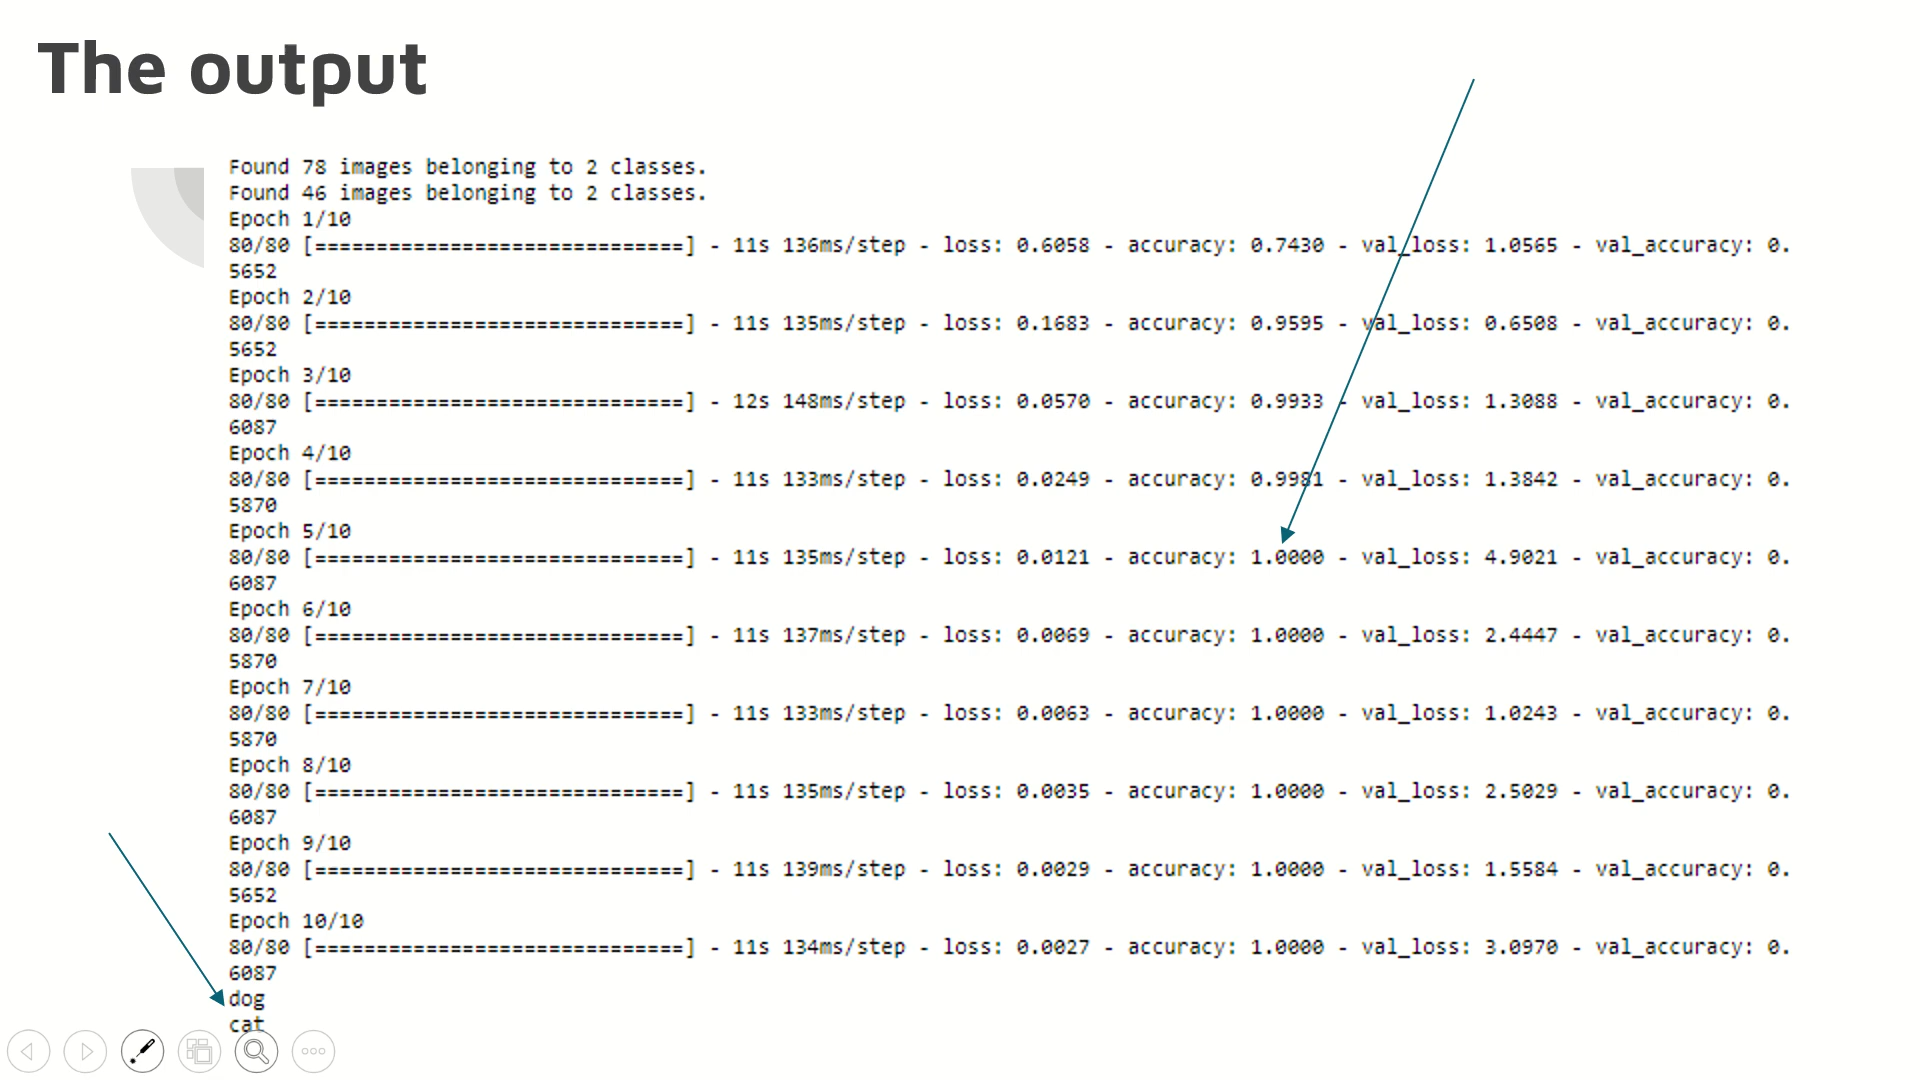 The output
Found 78 images belonging to 2 classes.
Found 46 images belonging to 2 classes.
Epoch 1/10
80/80 [==============================] - 11s 136ms/step - loss: 0.6058 - accuracy: 0.7430 - val_loss: 1.0565 - val_accuracy: 0.
5652
Epoch 2/10
80/80 [==============================] - 11s 135ms/step - loss: 0.1683 - accuracy: 0.9595 - val_loss: 0.6508 - val_accuracy: 0.
5652
Epoch 3/10
80/80 [==============================] - 12s 148ms/step - loss: 0.0570 - accuracy: 0.9933 - val_loss: 1.3088 - val_accuracy: 0.
6087
Epoch 4/10
80/80 [==============================] - 11s 133ms/step - loss: 0.0249 - accuracy: 0.9981 - val_loss: 1.3842 - val_accuracy: 0.
5870
Epoch 5/10
80/80 [==============================] - 11s 135ms/step - loss: 0.0121 - accuracy: 1.0000 - val_loss: 4.9021 - val_accuracy: 0.
6087
Epoch 6/10
80/80 [==============================] - 11s 137ms/step - loss: 0.0069 - accuracy: 1.0000 - val_loss: 2.4447 - val_accuracy: 0.
5870
Epoch 7/10
80/80 [==============================] - 11s 133ms/step - loss: 0.0063 - accuracy: 1.0000 - val_loss: 1.0243 - val_accuracy: 0.
5870
Epoch 8/10
80/80 [==============================] - 11s 135ms/step - loss: 0.0035 - accuracy: 1.0000 - val_loss: 2.5029 - val_accuracy: 0.
6087
Epoch 9/10
80/80 [==============================] - 11s 139ms/step - loss: 0.0029 - accuracy: 1.0000 - val_loss: 1.5584 - val_accuracy: 0.
5652
Epoch 10/10
80/80 [==============================] - 11s 134ms/step - loss: 0.0027 - accuracy: 1.0000 - val_loss: 3.0970 - val_accuracy: 0.
6087
dog
cat